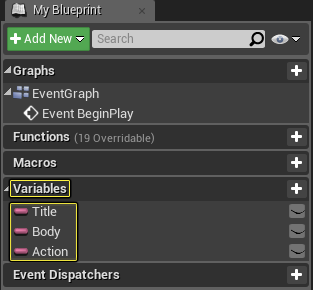 My Blueprint
Add New
Search
Graphs
EventGraph
Event BeginPlay
Functions (19 Overridable)
Macros
Variables
Title
Body
Action
Event Dispatchers